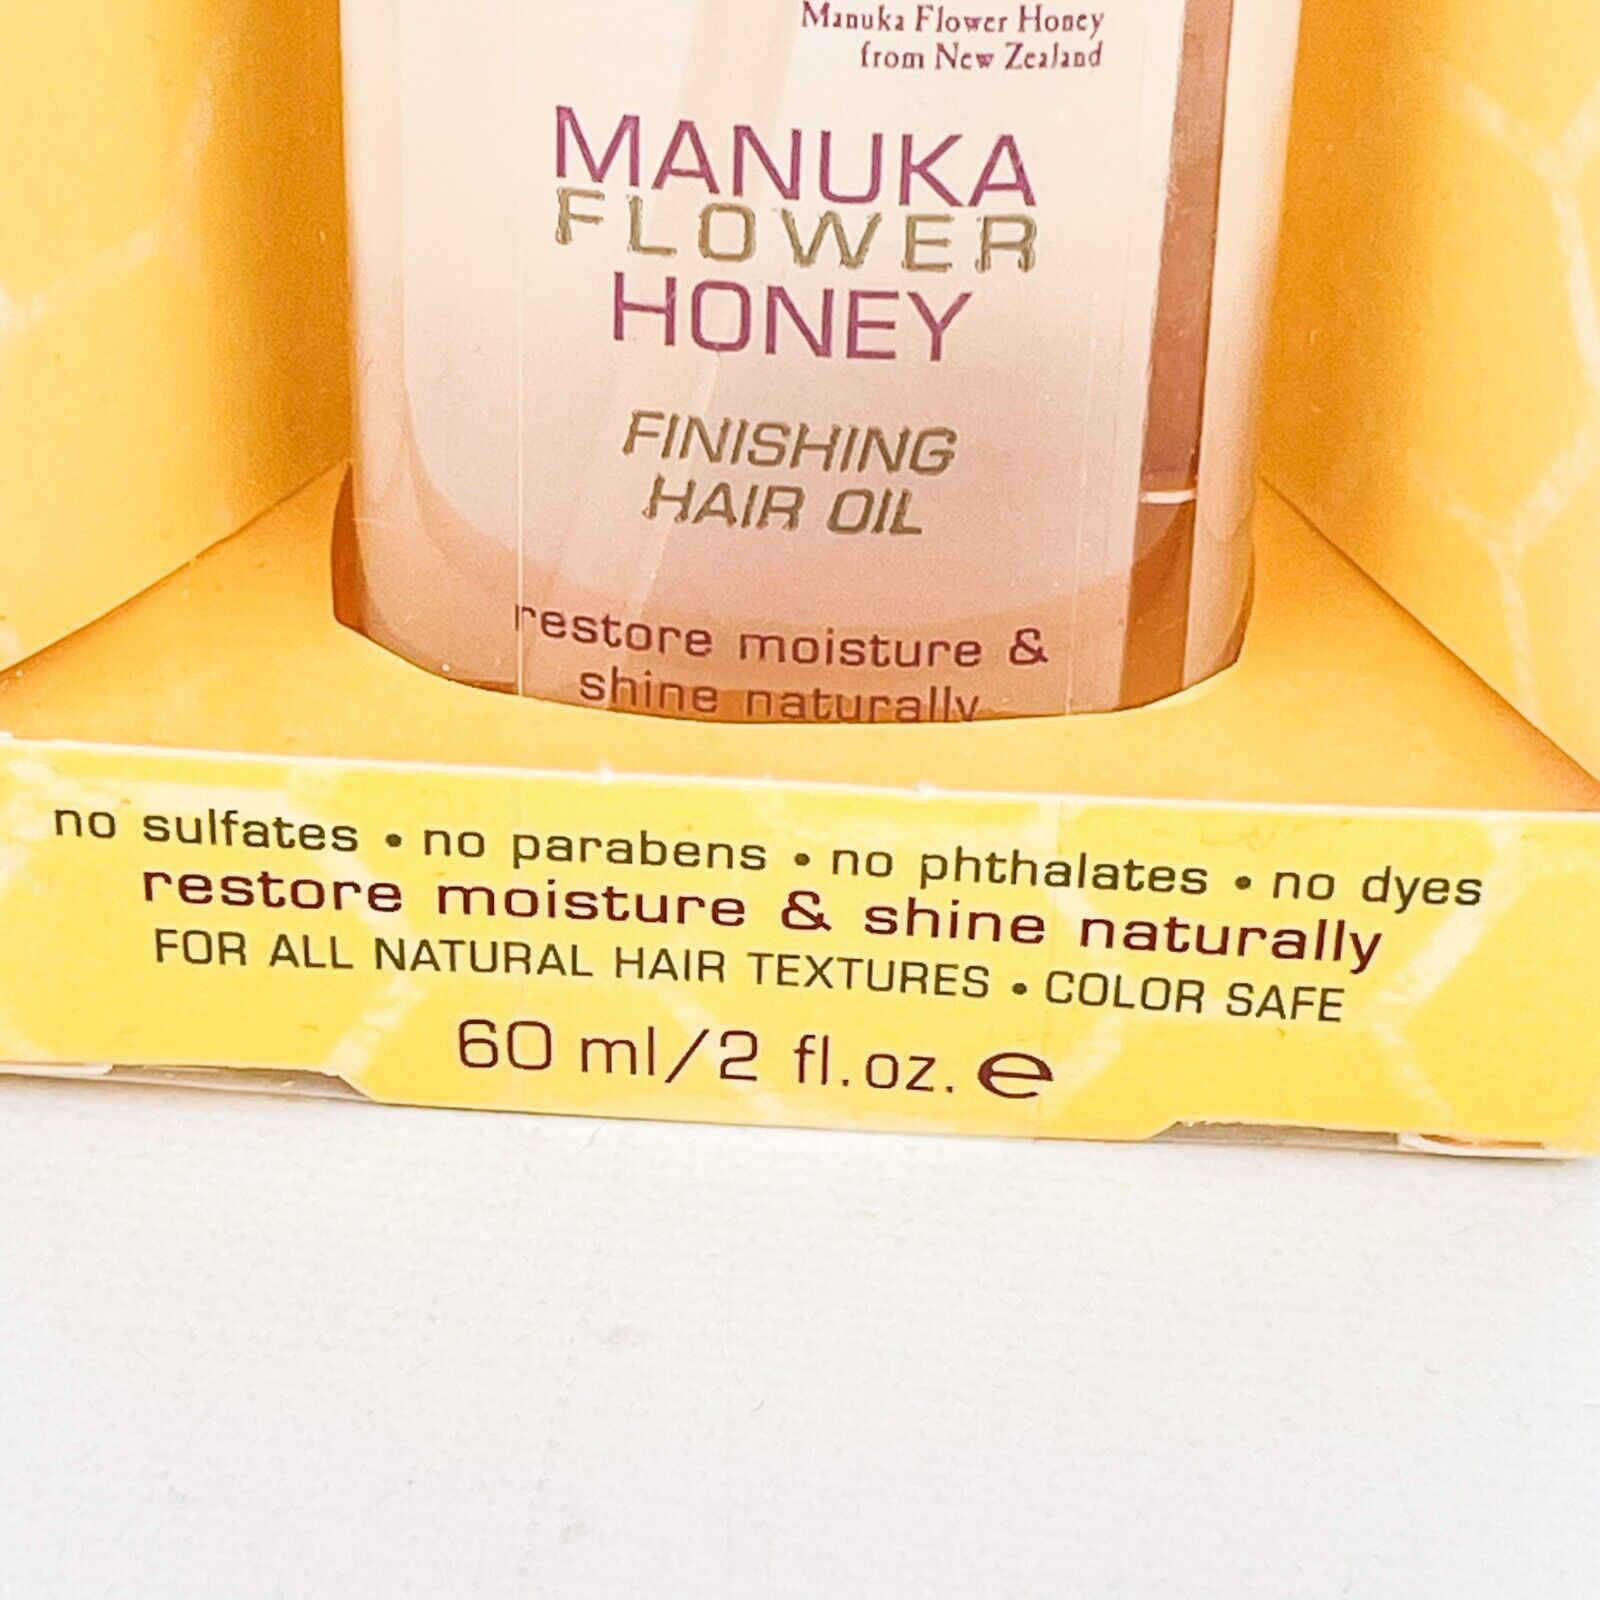 Manuka Flower Honey
from New Zealand
MANUKA
FLOWER
HONEY
FINISHING
HAIR OIL
restore moisture &
shine naturally
no sulfates • no parabens • no phthalates • no dyes
restore moisture & shine naturally
FOR ALL NATURAL HAIR TEXTURES • COLOR SAFE
60 ml/2 fl.oz. e